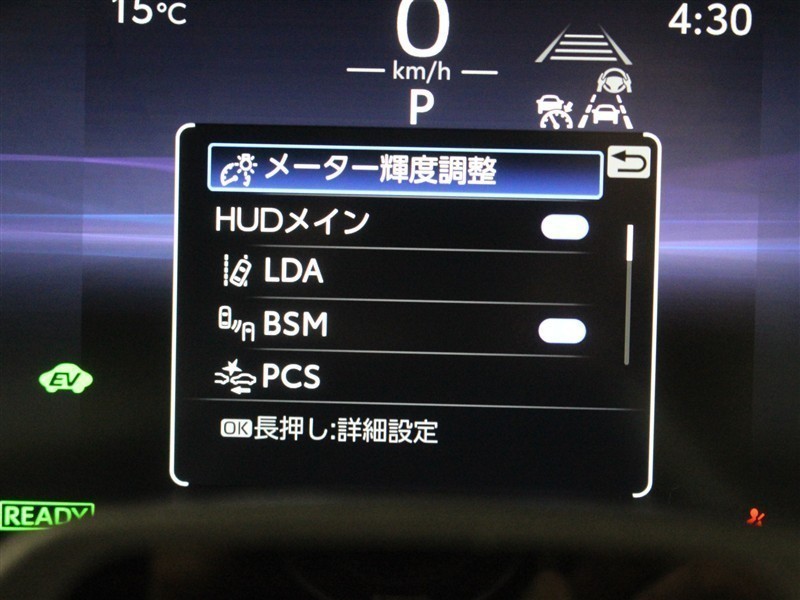 15℃
0
4:30
km/h
P
メーター輝度調整
HUDメイン
LDA
BSM
EV
PCS
OK長押し:詳細設定
READY